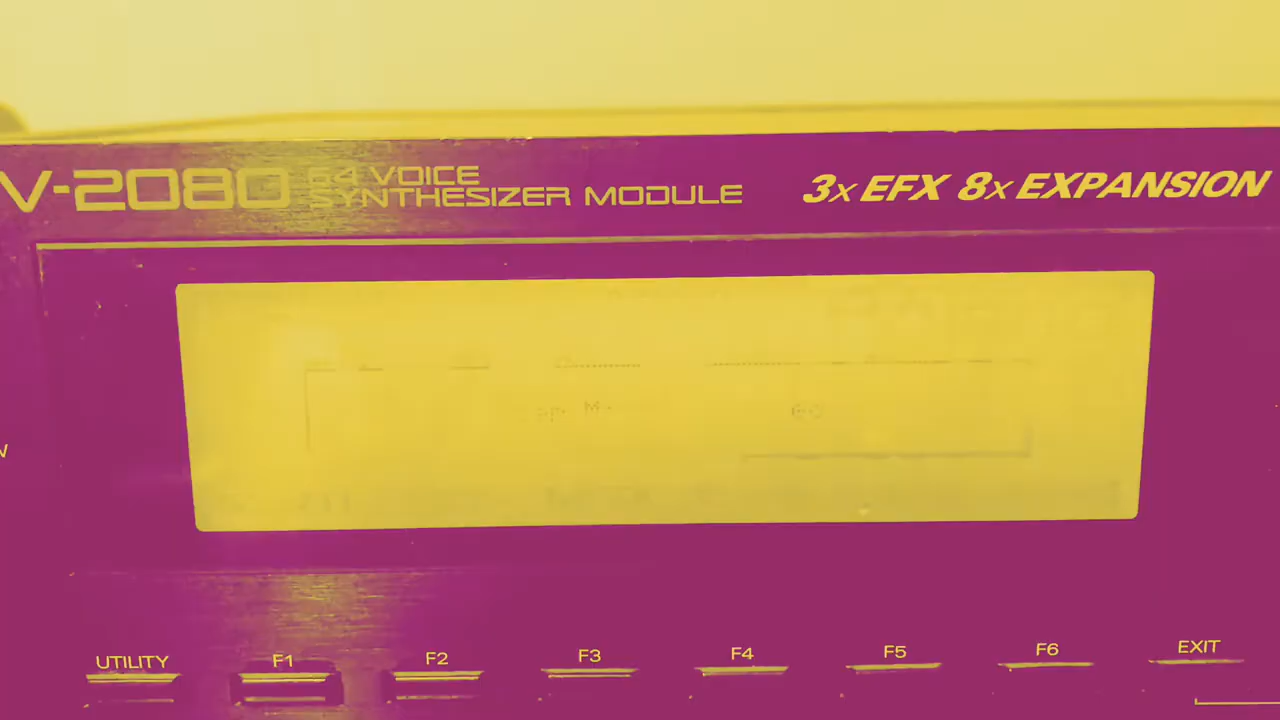 V-2080 64 VOICE
SYNTHESIZER MODULE
3x EFX 8x EXPANSION
UTILITY F1 F2 F3 F4 F5 F6 EXIT